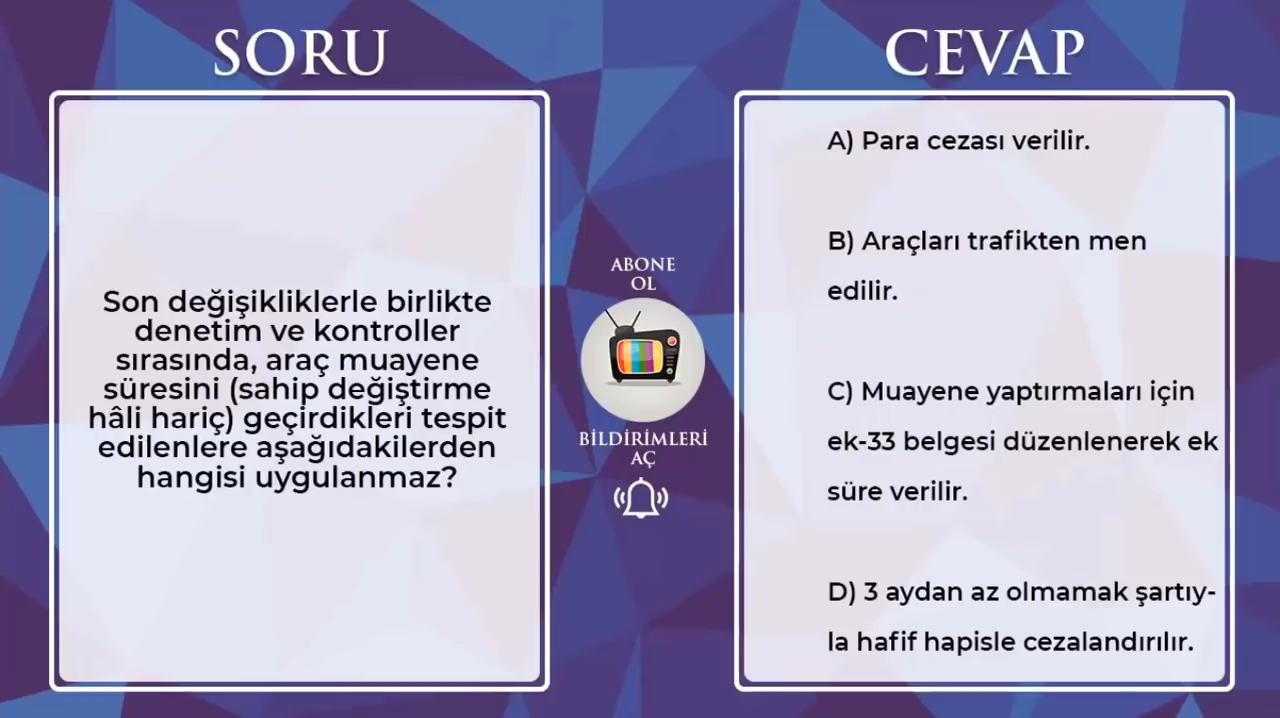 SORU
Son değişikliklerle birlikte
denetim ve kontroller
sırasında, araç muayene
süresini (sahip değiştirme
hâli hariç) geçirdikleri tespit
edilenlere aşağıdakilerden
hangisi uygulanmaz?
ABONE
OL
BİLDİRİMLERİ
AÇ
CEVAP
A) Para cezası verilir.
B) Araçları trafikten men
edilir.
C) Muayene yaptırmaları için
ek-33 belgesi düzenlenerek ek
süre verilir.
D) 3 aydan az olmamak şartıy-
la hafif hapisle cezalandırılır.